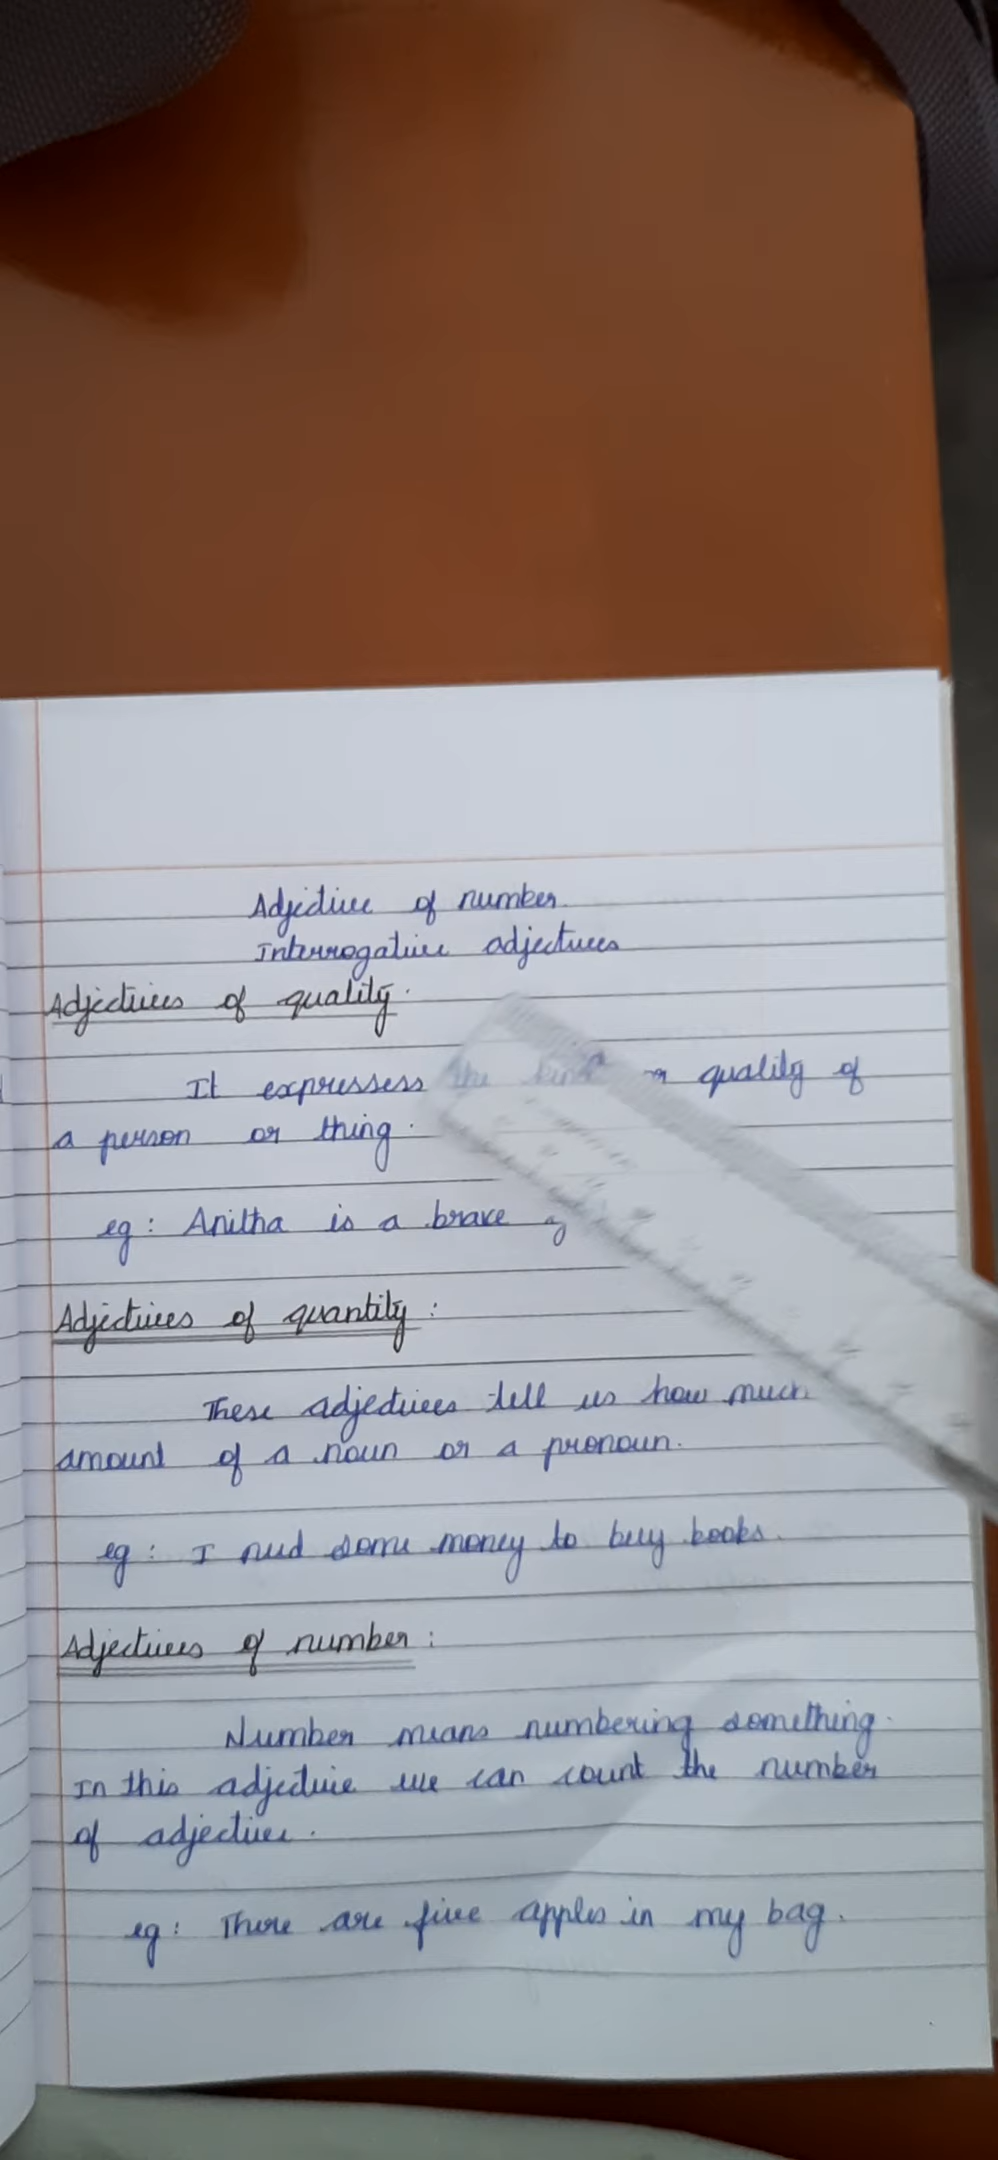 Adjective of number
Interrogative adjectives
Adjectives of quality.
It expressess the kind or quality of
a person or thing.
eg: Anitha is a brave
Adjectives of quantity :
These adjectives tell us how much
amount of a noun or a pronoun.
eg : I need some money to buy books.
Adjectives of number :
Number means numbering something.
In this adjective we can count the number
of adjective.
eg: There are five apples in my bag.